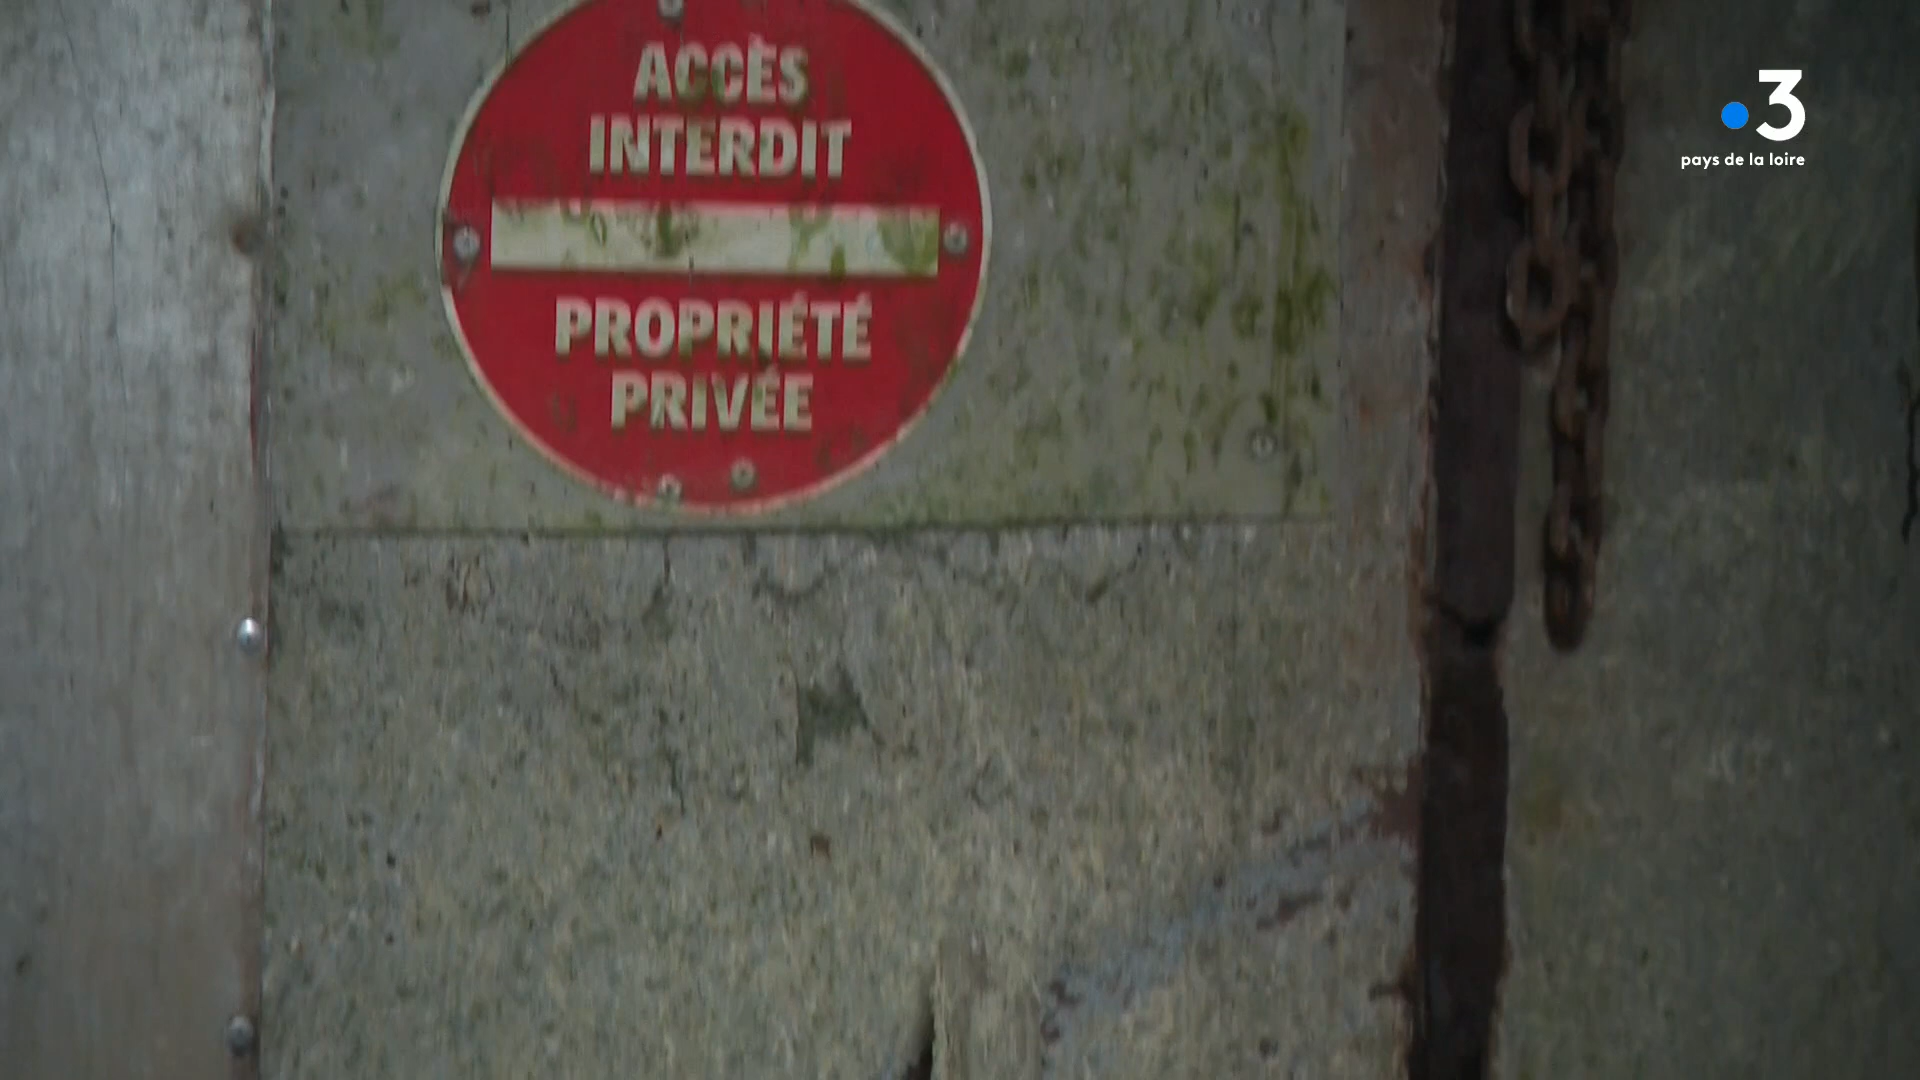 ACCÈS
INTERDIT
PROPRIÉTÉ
PRIVÉE
3
pays de la loire